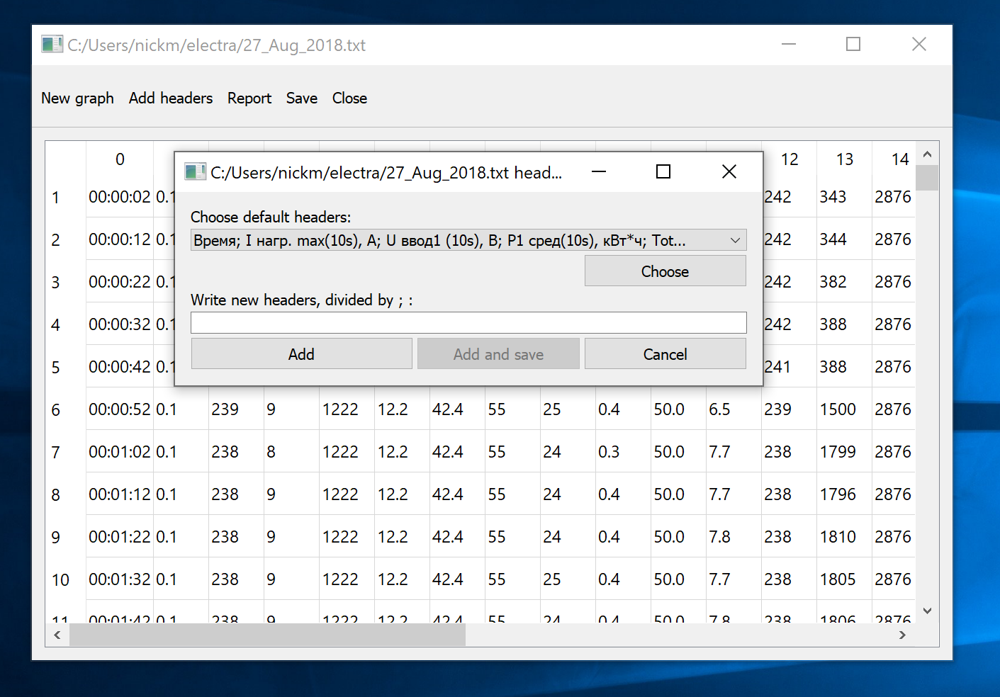 C:/Users/nickm/electra/27_Aug_2018.txt
New graph Add headers Report Save Close
0 12 13 14
C:/Users/nickm/electra/27_Aug_2018.txt head...
1 00:00:02 0.1 242 343 2876
Choose default headers:
2 00:00:12 0.1 242 344 2876
Время; I нагр. max(10s), А; U ввод1 (10s), В; P1 сред(10s), кВт*ч; Tot...
Choose
3 00:00:22 0.1 242 382 2876
Write new headers, divided by ; :
4 00:00:32 0.1 242 388 2876
Add Add and save Cancel
5 00:00:42 0.1 241 388 2876
6 00:00:52 0.1 239 9 1222 12.2 42.4 55 25 0.4 50.0 6.5 239 1500 2876
7 00:01:02 0.1 238 8 1222 12.2 42.4 55 24 0.3 50.0 7.7 238 1799 2876
8 00:01:12 0.1 238 9 1222 12.2 42.4 55 24 0.4 50.0 7.7 238 1796 2876
9 00:01:22 0.1 238 9 1222 12.2 42.4 55 24 0.4 50.0 7.8 238 1810 2876
10 00:01:32 0.1 238 9 1222 12.2 42.4 55 25 0.4 50.0 7.7 238 1805 2876
11 00:01:42 0.1 238 9 1222 12.2 42.4 55 24 0.4 50.0 7.8 238 1806 2876